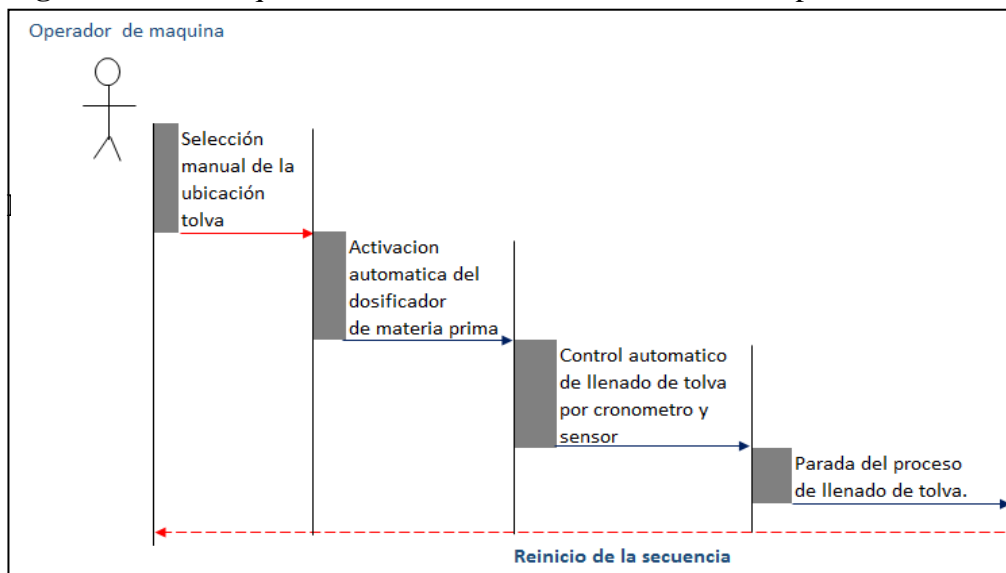 Operador de maquina
Selección
manual de la
ubicación
tolva
Activacion
automatica del
dosificador
de materia prima
Control automatico
de llenado de tolva
por cronometro y
sensor
Parada del proceso
de llenado de tolva.
Reinicio de la secuencia